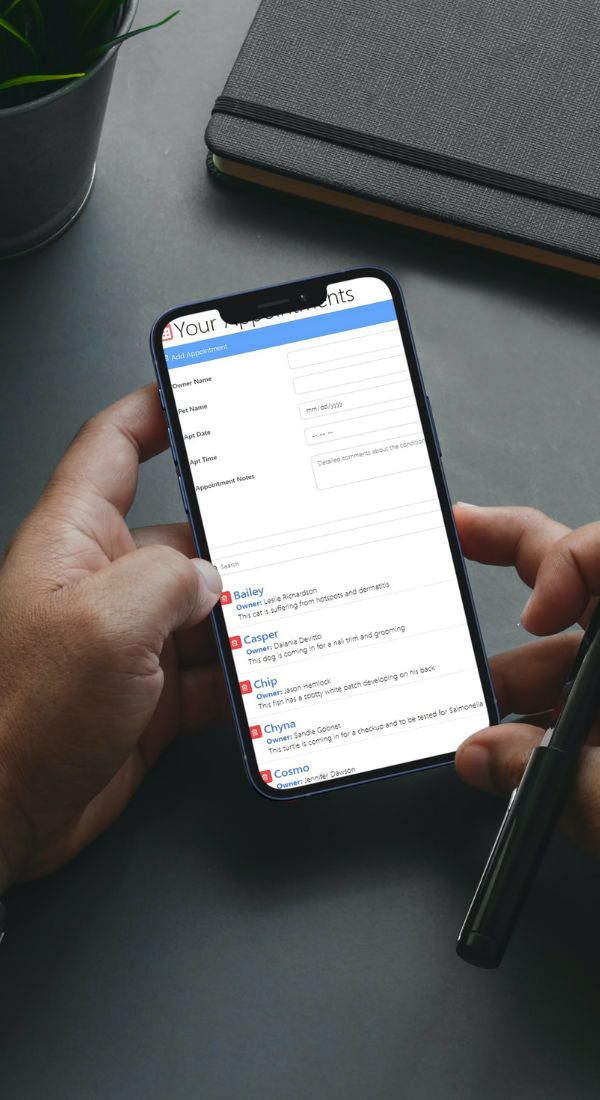 Your Appointments
Add Appointment
Owner Name
Pet Name
Apt Date
mm/dd/yyyy
Apt Time
--:-- --
Appointment Notes
Detailed comments about the condition
Search
Bailey
Owner: Leslie Richardson
This cat is suffering from hotspots and dermatitis
Casper
Owner: Dalania Devitto
This dog is coming in for a nail trim and grooming
Chip
Owner: Jason Hemlock
This fish has a spotty white patch developing on his back
Chyna
Owner: Sandie Gobnet
This turtle is coming in for a checkup and to be tested for Salmonella
Cosmo
Owner: Jennifer Dawson